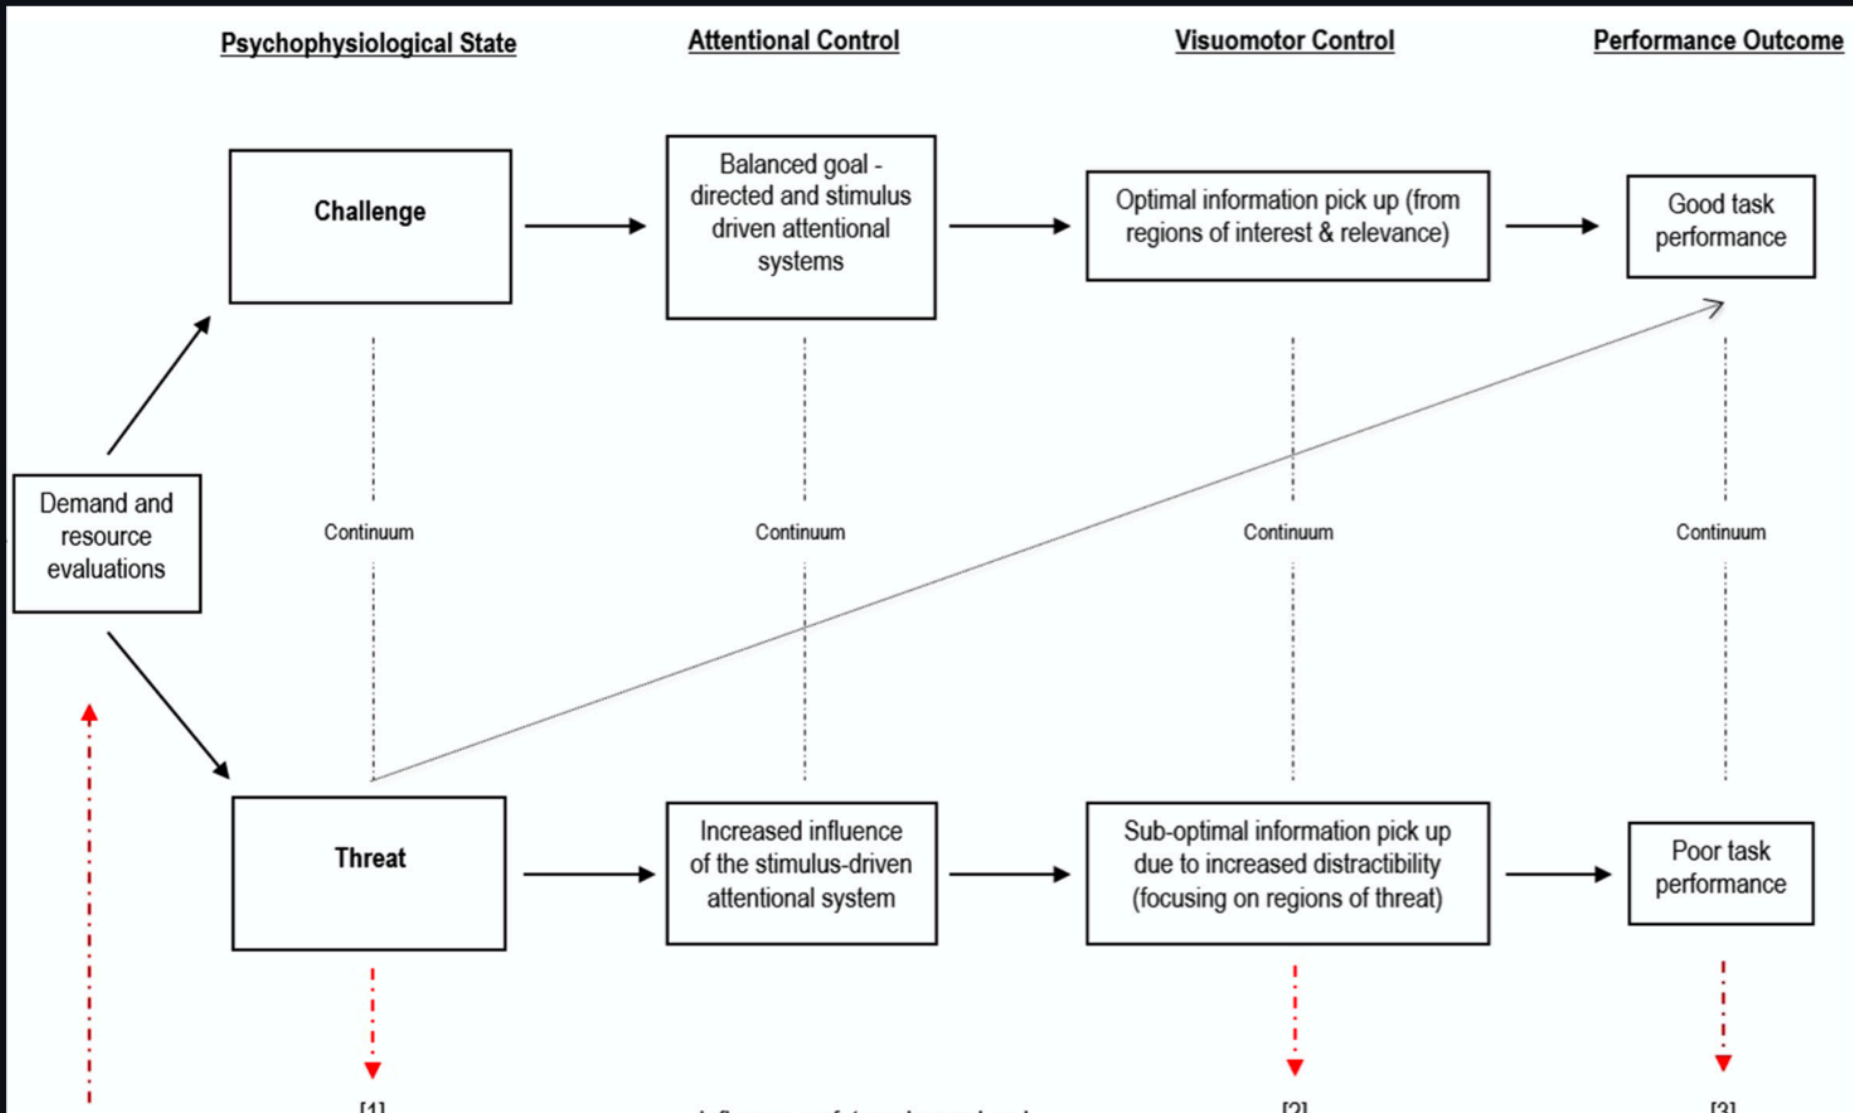 Psychophysiological State
Attentional Control
Visuomotor Control
Performance Outcome
Challenge
Balanced goal -
directed and stimulus
driven attentional
systems
Optimal information pick up (from
regions of interest & relevance)
Good task
performance
Demand and
resource
evaluations
Continuum
Continuum
Continuum
Continuum
Threat
Increased influence
of the stimulus-driven
attentional system
Sub-optimal information pick up
due to increased distractibility
(focusing on regions of threat)
Poor task
performance
[1]
[2]
[3]